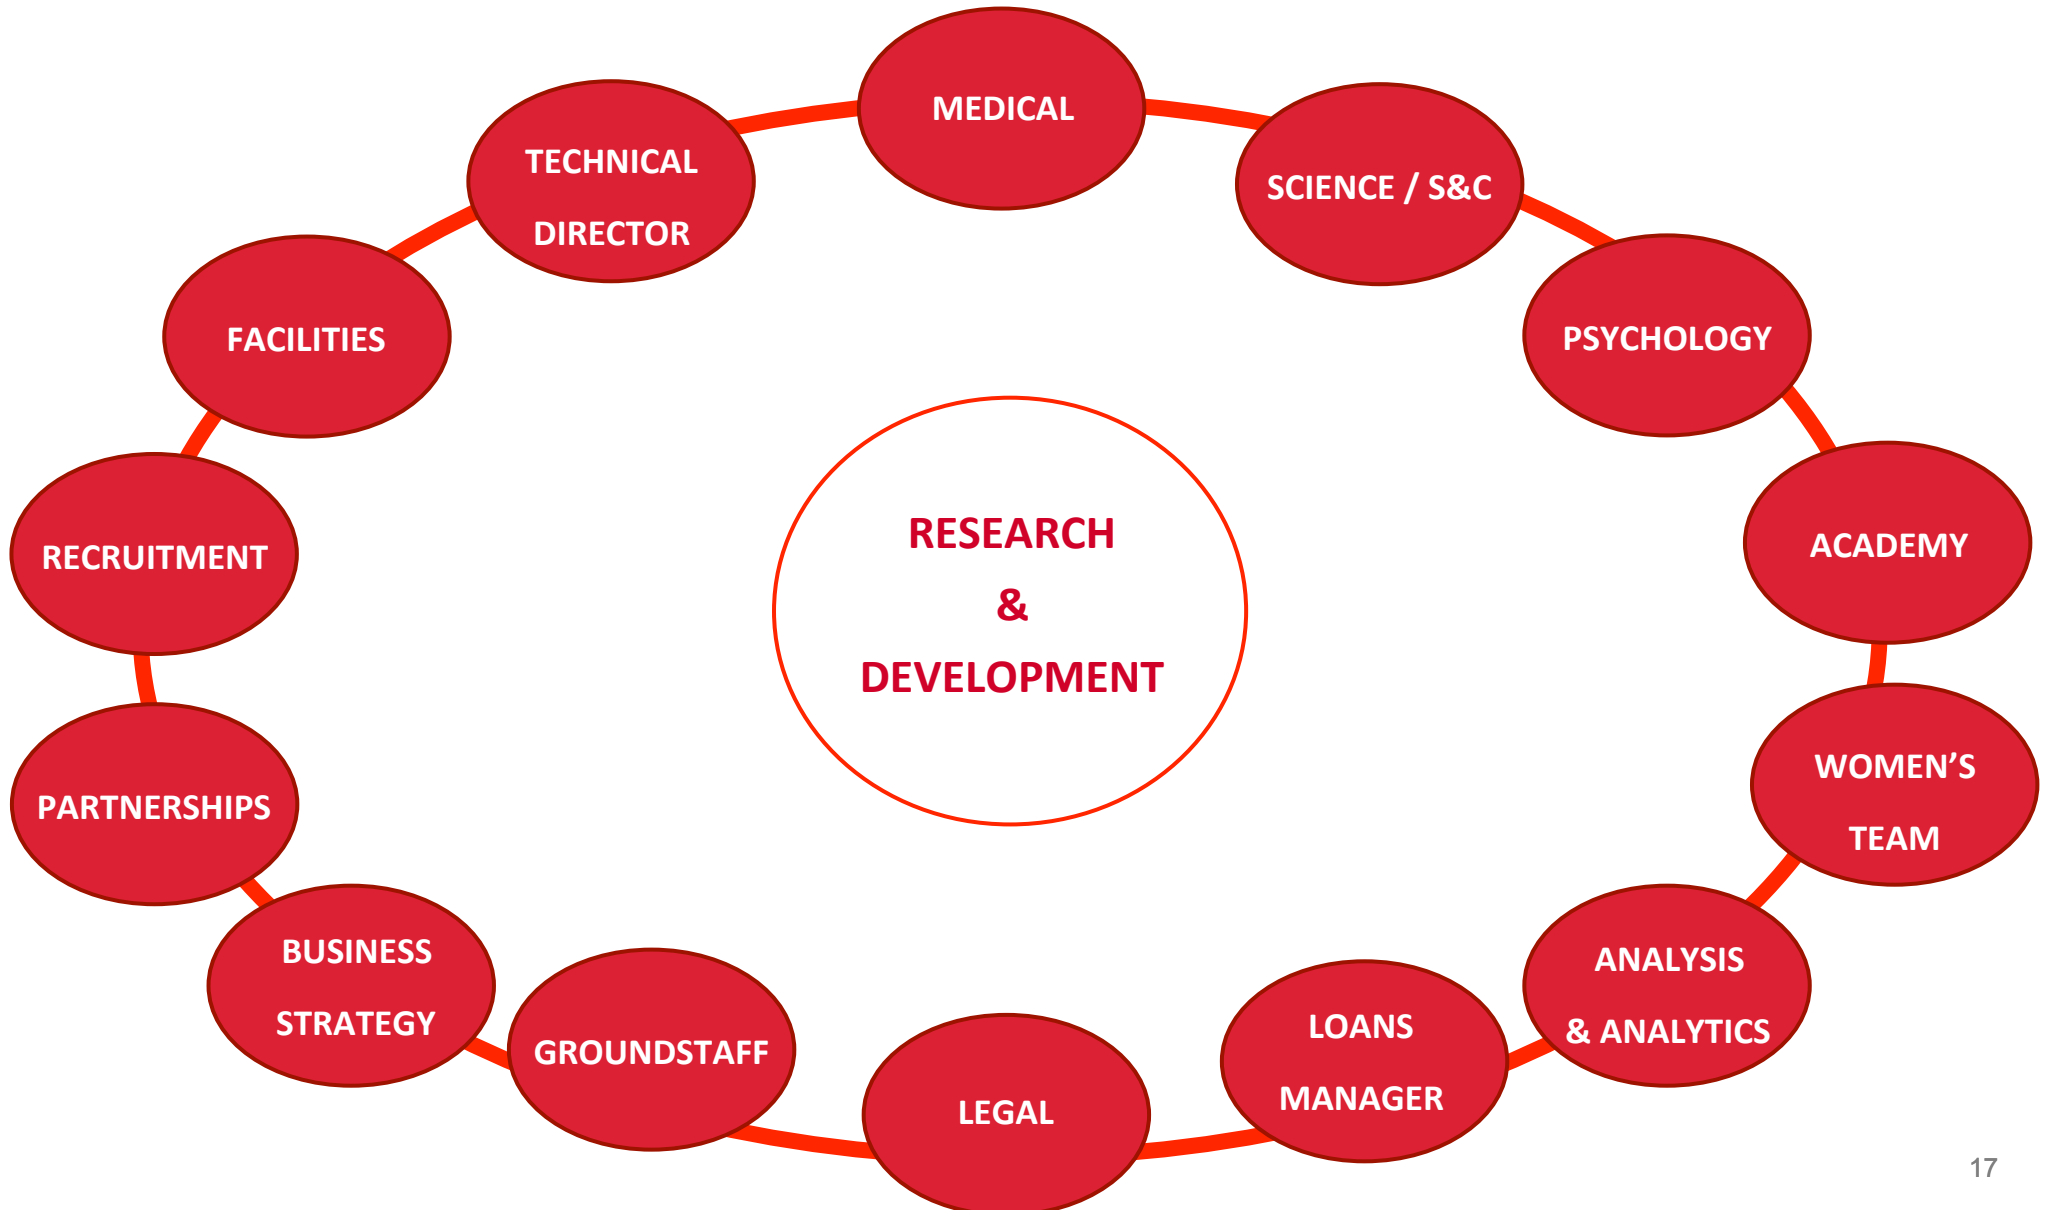 MEDICAL
SCIENCE / S&C
PSYCHOLOGY
ACADEMY
WOMEN’S
TEAM
ANALYSIS
& ANALYTICS
LOANS
MANAGER
LEGAL
GROUNDSTAFF
BUSINESS
STRATEGY
PARTNERSHIPS
RECRUITMENT
FACILITIES
TECHNICAL
DIRECTOR
RESEARCH
&
DEVELOPMENT
17